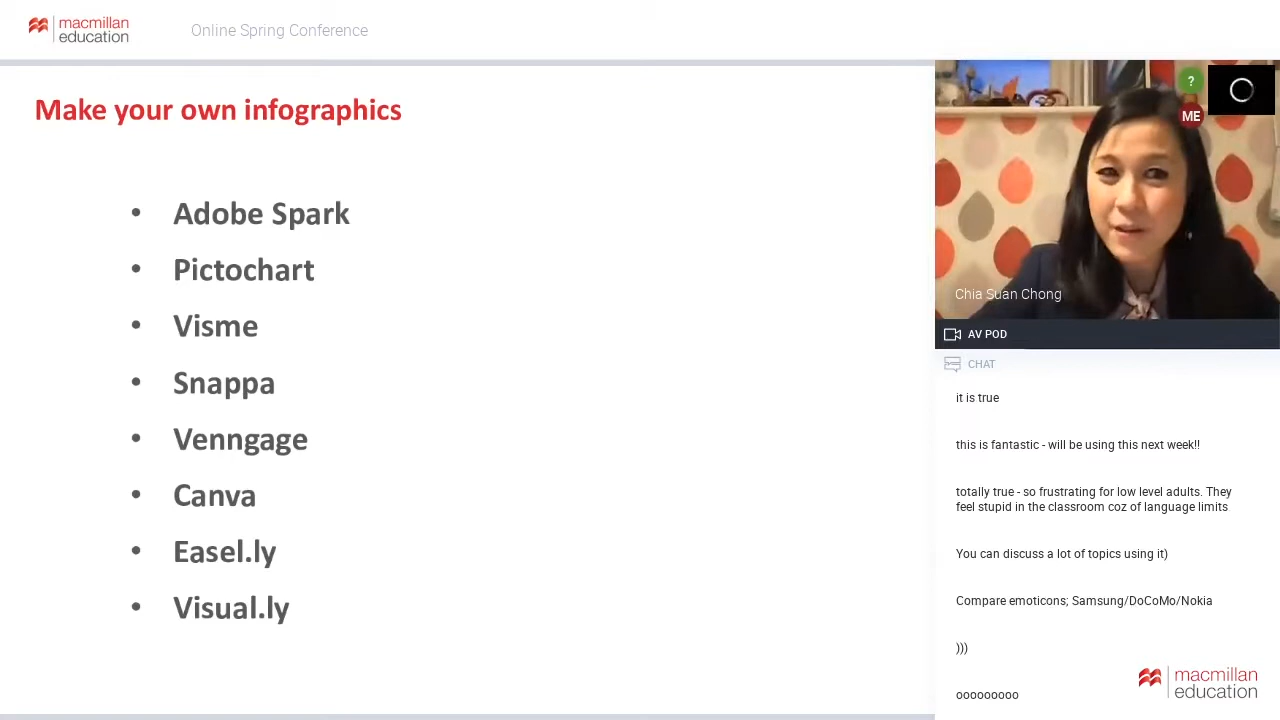 macmillan
education
Online Spring Conference
Make your own infographics
• Adobe Spark
• Pictochart
• Visme
• Snappa
• Venngage
• Canva
• Easel.ly
• Visual.ly
?
ME
Chia Suan Chong
AV POD
CHAT
it is true
this is fantastic - will be using this next week!!
totally true - so frustrating for low level adults. They
feel stupid in the classroom coz of language limits
You can discuss a lot of topics using it)
Compare emoticons; Samsung/DoCoMo/Nokia
)))
ooooooooo
macmillan
education